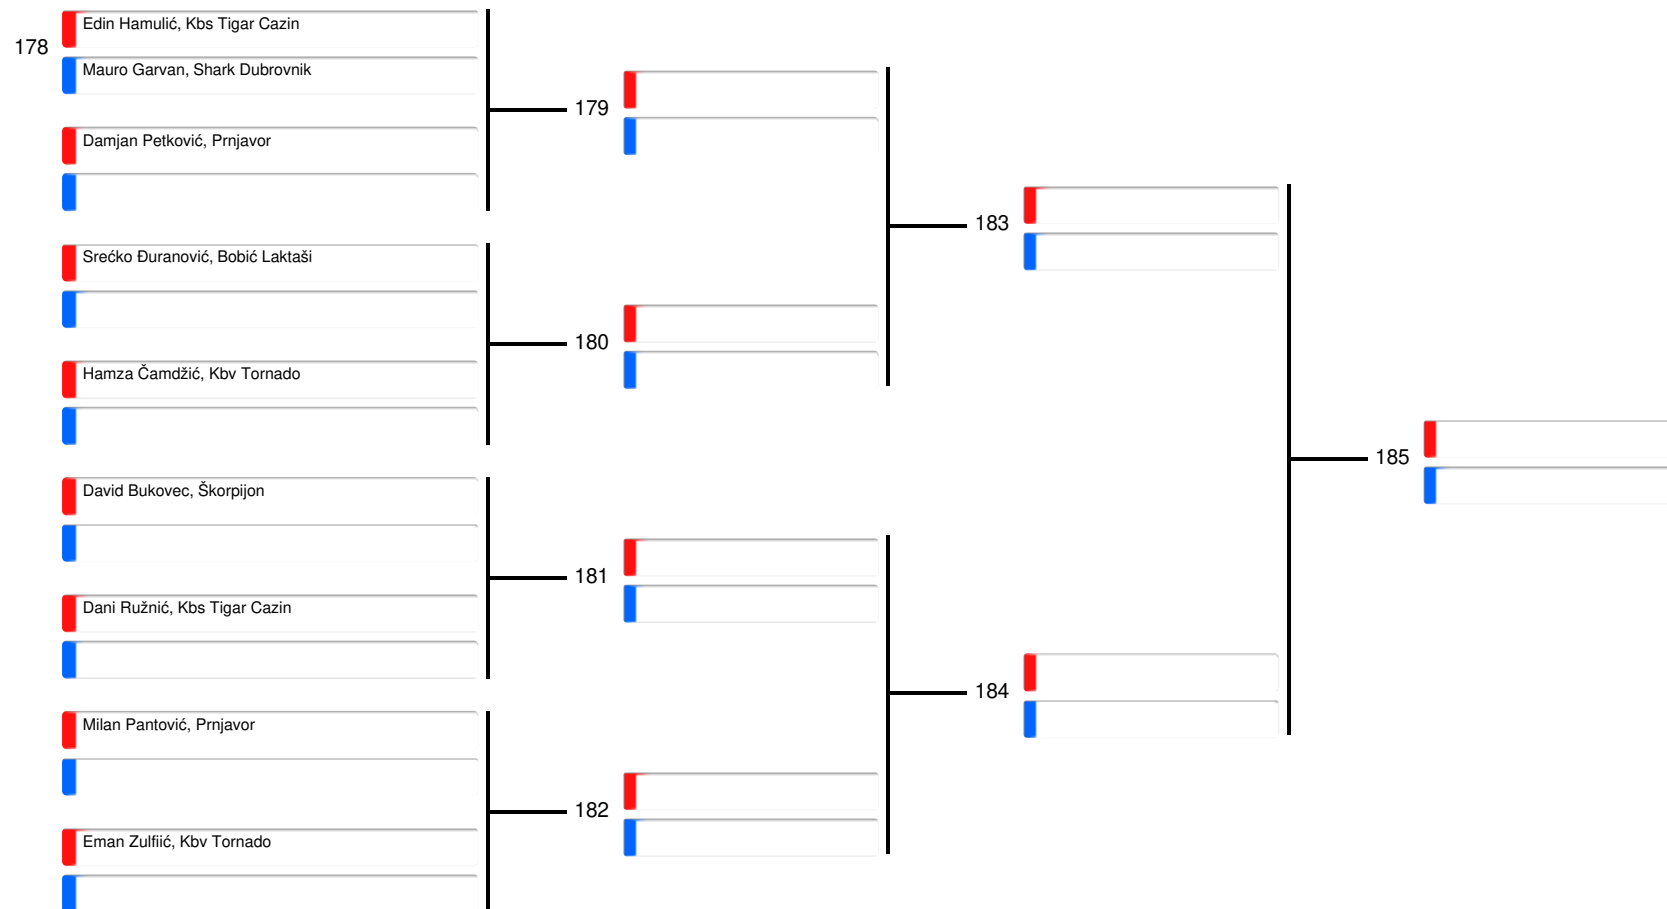 178
Edin Hamulić, Kbs Tigar Cazin
Mauro Garvan, Shark Dubrovnik
Damjan Petković, Prnjavor
Srećko Đuranović, Bobić Laktaši
Hamza Čamdžić, Kbv Tornado
David Bukovec, Škorpijon
Dani Ružnić, Kbs Tigar Cazin
Milan Pantović, Prnjavor
Eman Zulfiić, Kbv Tornado
179
180
181
182
183
184
185